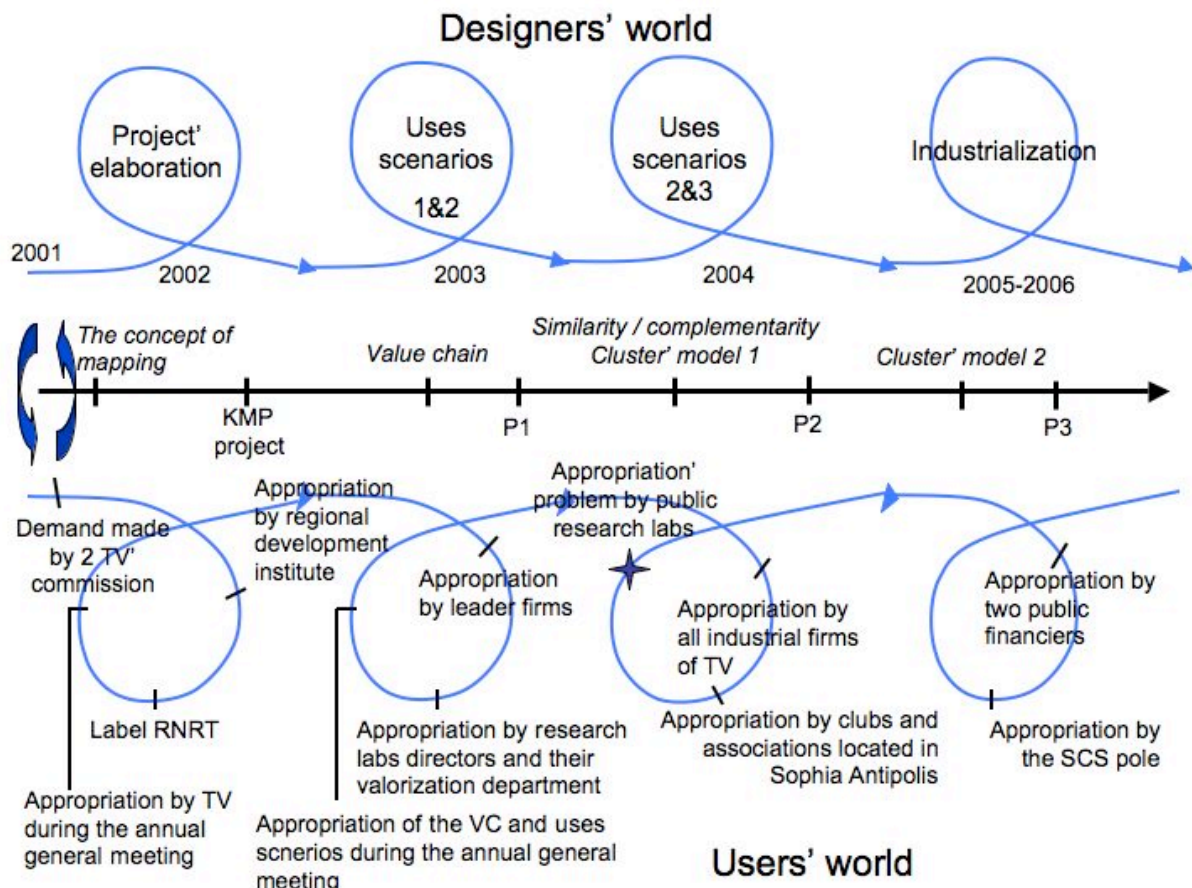 Designers' world
Project'
elaboration
Uses
scenarios
1&2
Uses
scenarios
2&3
Industrialization
2001
2002
2003
2004
2005-2006
The concept of
mapping
Value chain
Similarity / complementarity
Cluster' model 1
Cluster' model 2
KMP
project
P1
P2
P3
Demand made
by 2 TV'
commission
Appropriation
by regional
development
institute
Appropriation
by leader firms
Appropriation'
problem by public
research labs
Appropriation by
all industrial firms
of TV
Appropriation by
two public
financiers
Label RNRT
Appropriation by research
labs directors and their
valorization department
Appropriation by clubs and
associations located in
Sophia Antipolis
Appropriation by
the SCS pole
Appropriation by TV
during the annual
general meeting
Appropriation of the VC and uses
scnerios during the annual general
meeting
Users' world